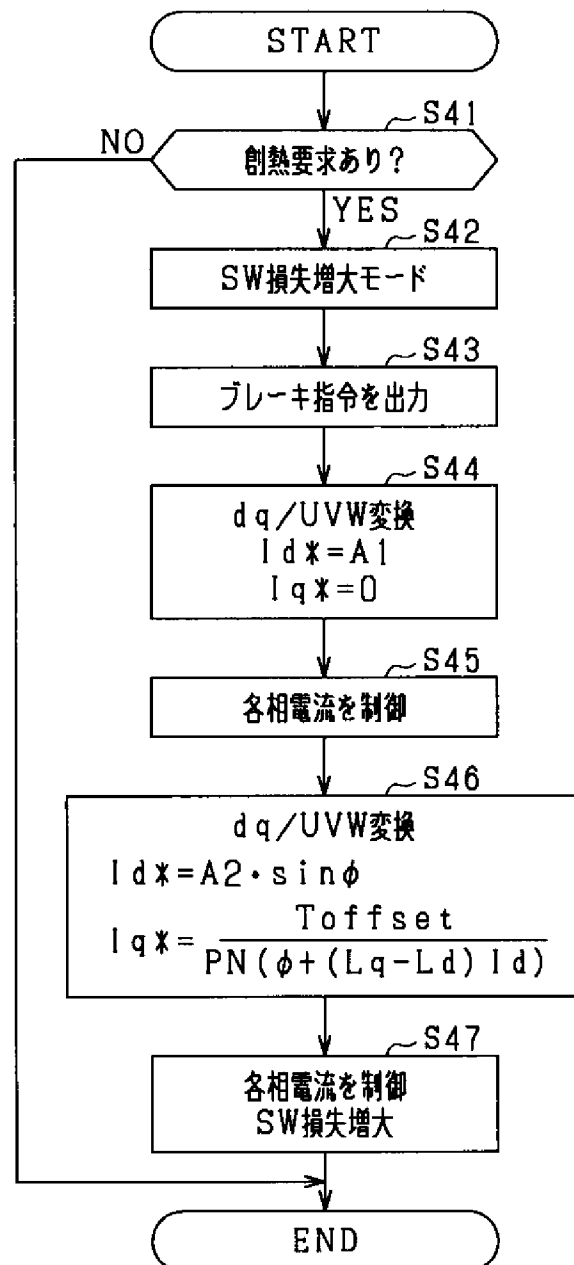 START
S41
NO
創熱要求あり?
YES
S42
SW損失増大モード
S43
ブレーキ指令を出力
S44
dq/UVW変換
Id*=A1
Iq*=0
S45
各相電流を制御
S46
dq/UVW変換
Id*=A2・sinφ
Iq*=Toffset/PN(φ+(Lq-Ld)Id)
S47
各相電流を制御
SW損失増大
END